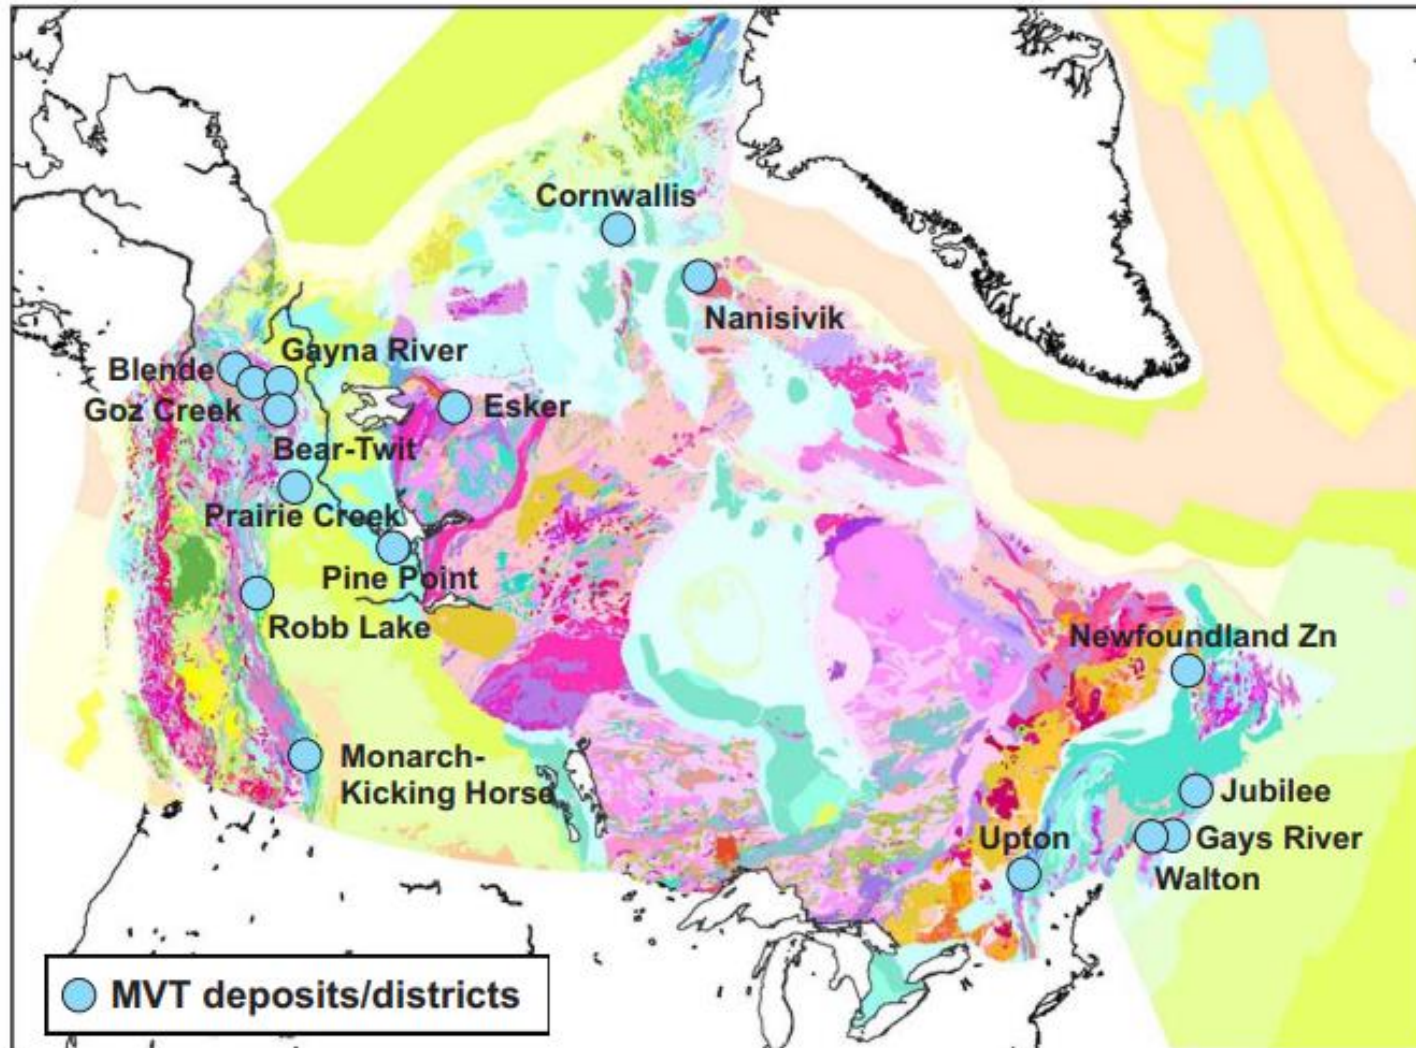 Cornwallis
Nanisivik
Gayna River
Blende
Goz Creek
Esker
Bear-Twit
Prairie Creek
Pine Point
Robb Lake
Newfoundland Zn
Monarch-
Kicking Horse
Jubilee
Upton
Gays River
Walton
MVT deposits/districts